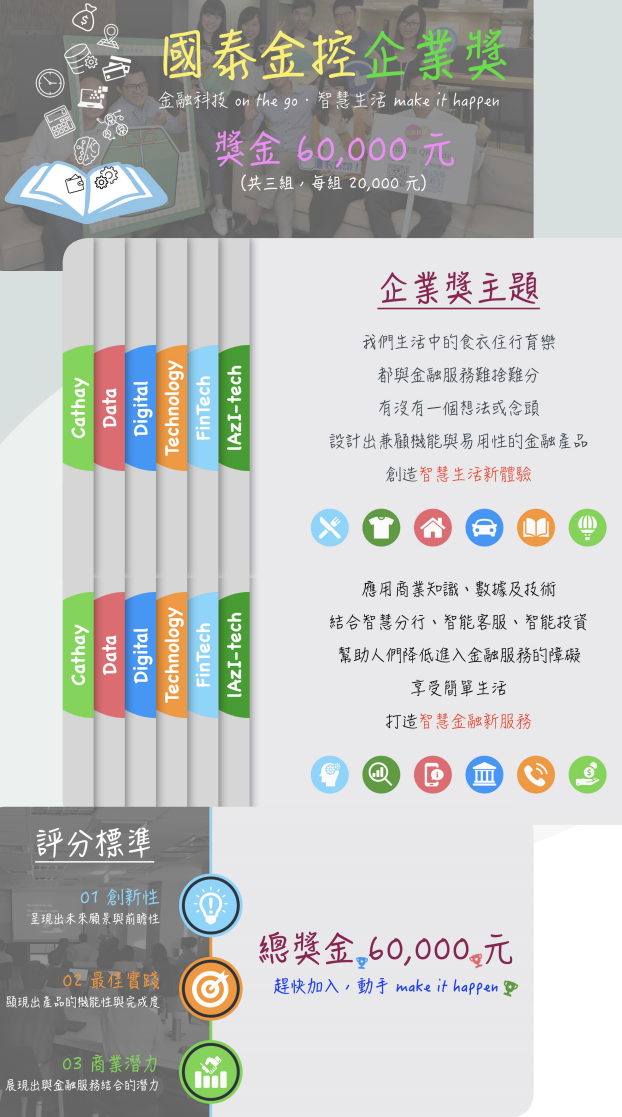 國泰金控企業獎
金融科技 on the go · 智慧生活 make it happen
獎金 60,000 元
(共三組，每組 20,000 元)
企業獎主題
我們生活中的食衣住行育樂
都與金融服務難捨難分
有沒有一個想法或念頭
設計出兼顧機能與易用性的金融產品
創造智慧生活新體驗
Cathay
Data
Digital
Technology
FinTech
IAzI-tech
應用商業知識、數據及技術
結合智慧分行、智能客服、智能投資
幫助人們降低進入金融服務的障礙
享受簡單生活
打造智慧金融新服務
Cathay
Data
Digital
Technology
FinTech
IAzI-tech
評分標準
01 創新性
呈現出未來願景與前瞻性
02 最佳實踐
顯現出產品的機能性與完成度
03 商業潛力
展現出與金融服務結合的潛力
總獎金 60,000 元
趕快加入，動手 make it happen